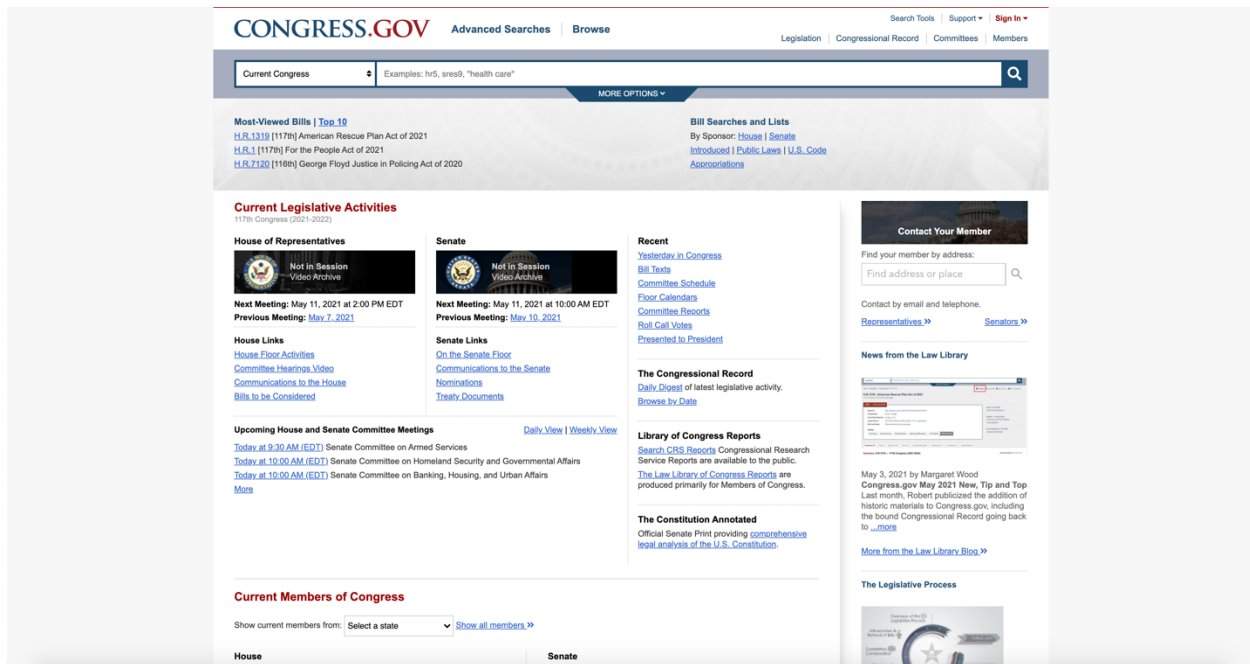 CONGRESS.GOV
Advanced Searches
Browse
Search Tools
Support
Sign In
Legislation
Congressional Record
Committees
Members
Current Congress
Examples: hr5, sres9, "health care"
MORE OPTIONS
Most-Viewed Bills | Top 10
H.R.1319 [117th] American Rescue Plan Act of 2021
H.R.1 [117th] For the People Act of 2021
H.R.7120 [116th] George Floyd Justice in Policing Act of 2020
Bill Searches and Lists
By Sponsor: House | Senate
Introduced | Public Laws | U.S. Code
Appropriations
Current Legislative Activities
117th Congress (2021-2022)
House of Representatives
Not in Session
Video Archive
Next Meeting: May 11, 2021 at 2:00 PM EDT
Previous Meeting: May 7, 2021
House Links
House Floor Activities
Committee Hearings Video
Communications to the House
Bills to be Considered
Senate
Not in Session
Video Archive
Next Meeting: May 11, 2021 at 10:00 AM EDT
Previous Meeting: May 10, 2021
Senate Links
On the Senate Floor
Communications to the Senate
Nominations
Treaty Documents
Upcoming House and Senate Committee Meetings
Daily View | Weekly View
Today at 9:30 AM (EDT) Senate Committee on Armed Services
Today at 10:00 AM (EDT) Senate Committee on Homeland Security and Governmental Affairs
Today at 10:00 AM (EDT) Senate Committee on Banking, Housing, and Urban Affairs
More
Recent
Yesterday in Congress
Bill Texts
Committee Schedule
Floor Calendars
Committee Reports
Roll Call Votes
Presented to President
The Congressional Record
Daily Digest of latest legislative activity.
Browse by Date
Library of Congress Reports
Search CRS Reports Congressional Research
Service Reports are available to the public.
The Law Library of Congress Reports are
produced primarily for Members of Congress.
The Constitution Annotated
Official Senate Print providing comprehensive
legal analysis of the U.S. Constitution.
Contact Your Member
Find your member by address:
Find address or place
Contact by email and telephone.
Representatives »
Senators »
News from the Law Library
May 3, 2021 by Margaret Wood
Congress.gov May 2021 New, Tip and Top
Last month, Robert publicized the addition of
historic materials to Congress.gov, including
the bound Congressional Record going back
to ...more
More from the Law Library Blog »
The Legislative Process
Current Members of Congress
Show current members from:
Select a state
Show all members »
House
Senate